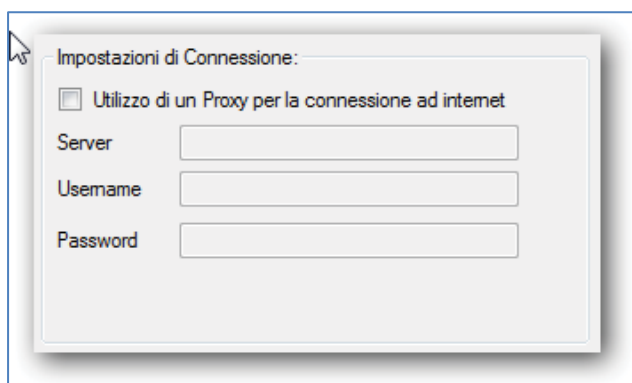 Impostazioni di Connessione:
Utilizzo di un Proxy per la connessione ad internet
Server
Username
Password